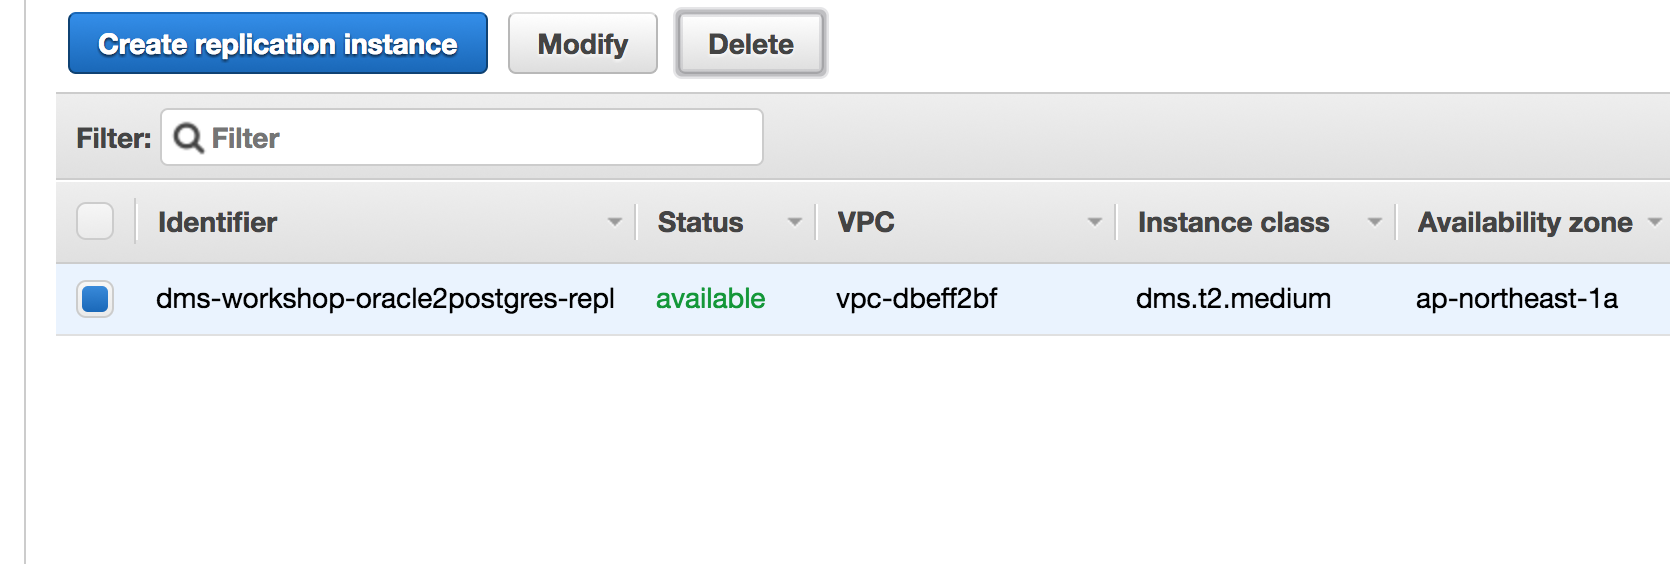 Create replication instance Modify Delete
Filter: Filter
Identifier Status VPC Instance class Availability zone
dms-workshop-oracle2postgres-repl available vpc-dbeff2bf dms.t2.medium ap-northeast-1a